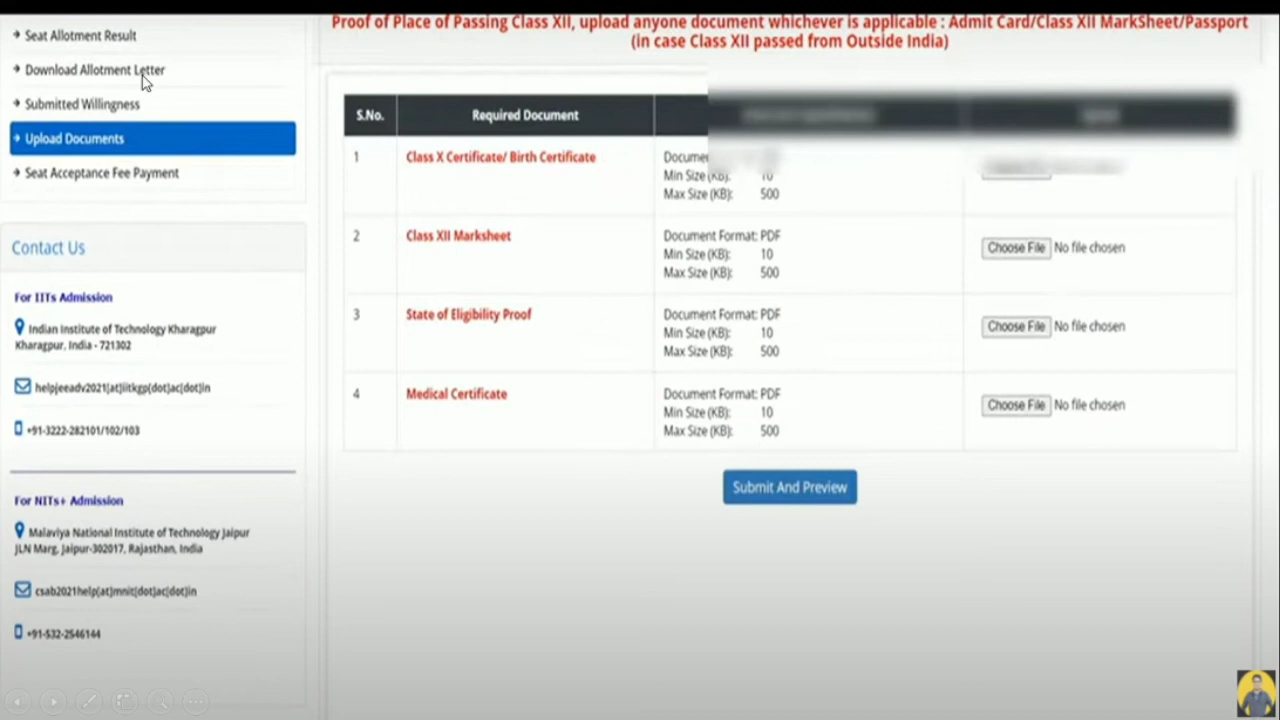 Proof of Place of Passing Class XII, upload anyone document whichever is applicable : Admit Card/Class XII MarkSheet/Passport
(in case Class XII passed from Outside India)
Seat Allotment Result
Download Allotment Letter
Submitted Willingness
Upload Documents
Seat Acceptance Fee Payment
Contact Us
For IITs Admission
Indian Institute of Technology Kharagpur
Kharagpur, India - 721302
helpjeeadv2021[at]iitkgp[dot]ac[dot]in
+91-3222-282101/102/103
For NITs+ Admission
Malaviya National Institute of Technology Jaipur
JLN Marg, Jaipur-302017, Rajasthan, India
csab2021help[at]mnit[dot]ac[dot]in
+91-532-2546144
S.No. Required Document
1 Class X Certificate/ Birth Certificate
Min Size (KB): 10
Max Size (KB): 500
2 Class XII Marksheet Document Format: PDF
Min Size (KB): 10
Max Size (KB): 500
Choose File No file chosen
3 State of Eligibility Proof Document Format: PDF
Min Size (KB): 10
Max Size (KB): 500
Choose File No file chosen
4 Medical Certificate Document Format: PDF
Min Size (KB): 10
Max Size (KB): 500
Choose File No file chosen
Submit And Preview